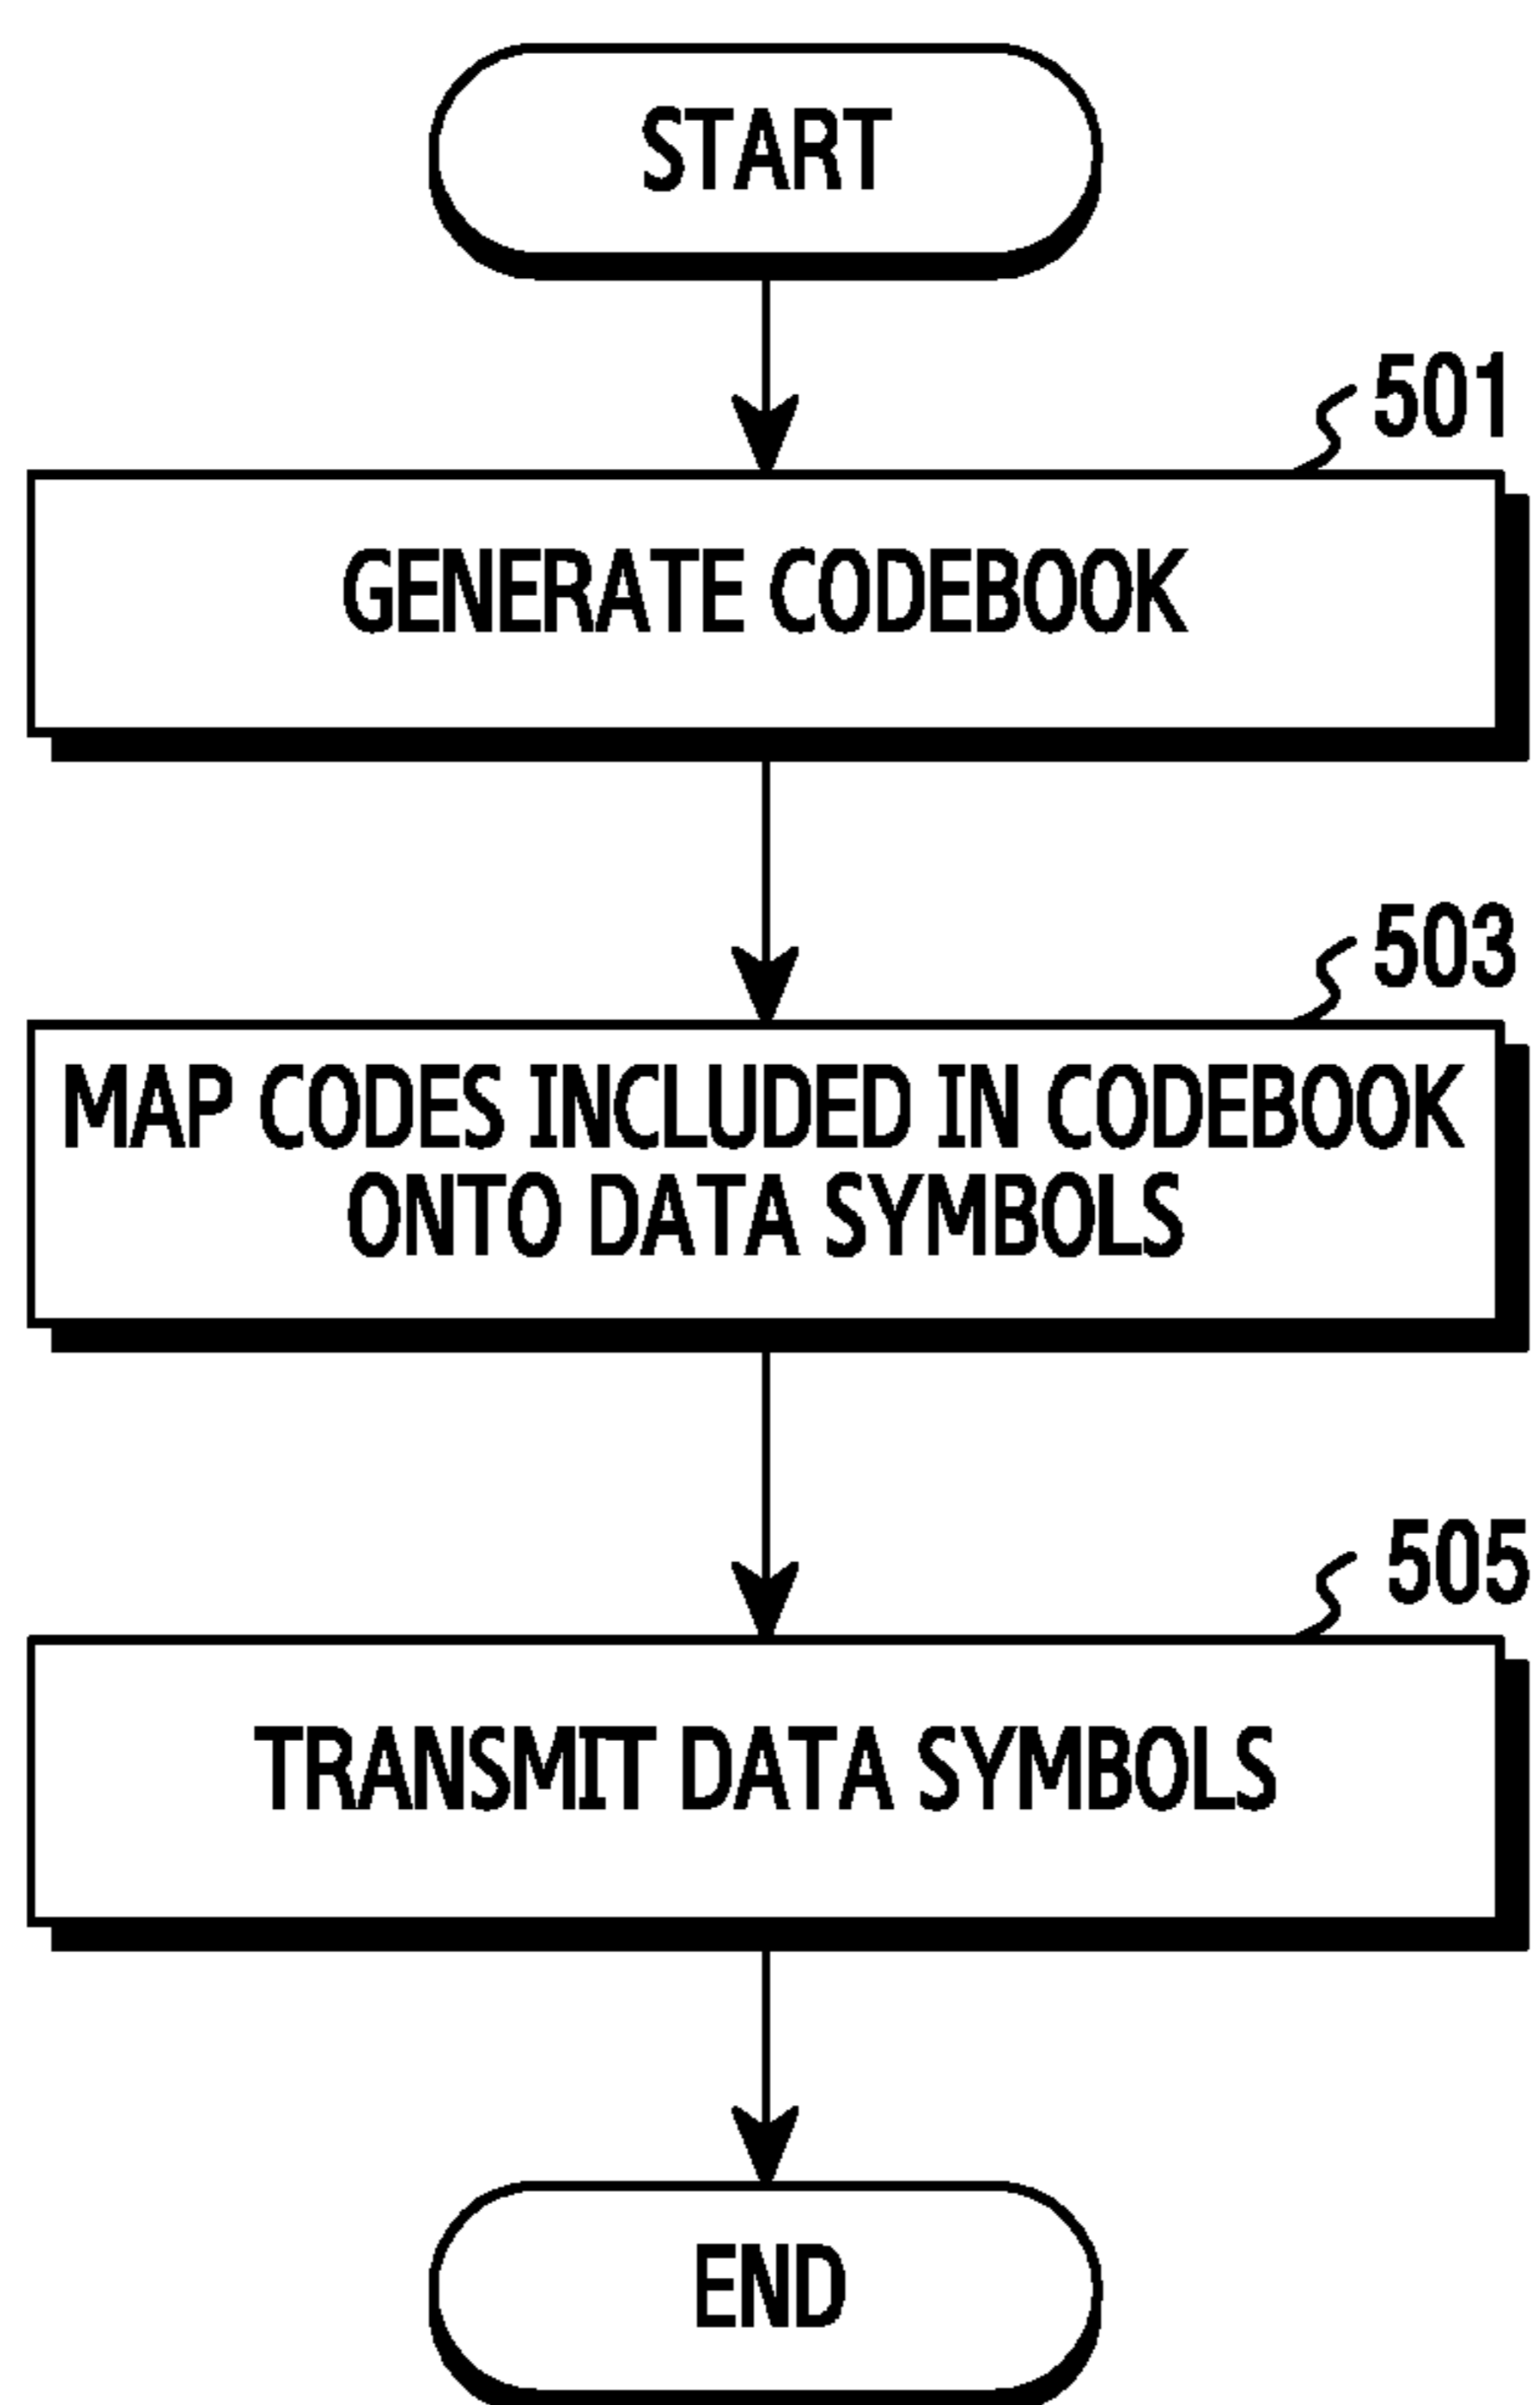 START
501
GENERATE CODEBOOK
503
MAP CODES INCLUDED IN CODEBOOK
ONTO DATA SYMBOLS
505
TRANSMIT DATA SYMBOLS
END